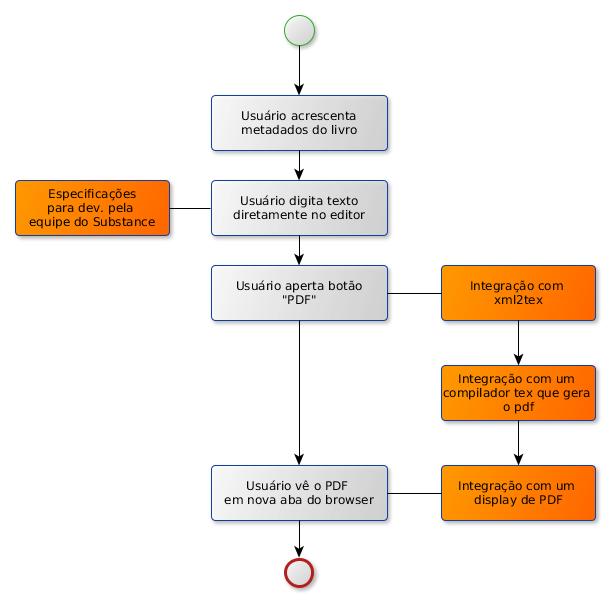 Usuário acrescenta
metadados do livro
Especificações
para dev. pela
equipe do Substance
Usuário digita texto
diretamente no editor
Usuário aperta botão
"PDF"
Integração com
xml2tex
Integração com um
compilador tex que gera
o pdf
Usuário vê o PDF
em nova aba do browser
Integração com um
display de PDF